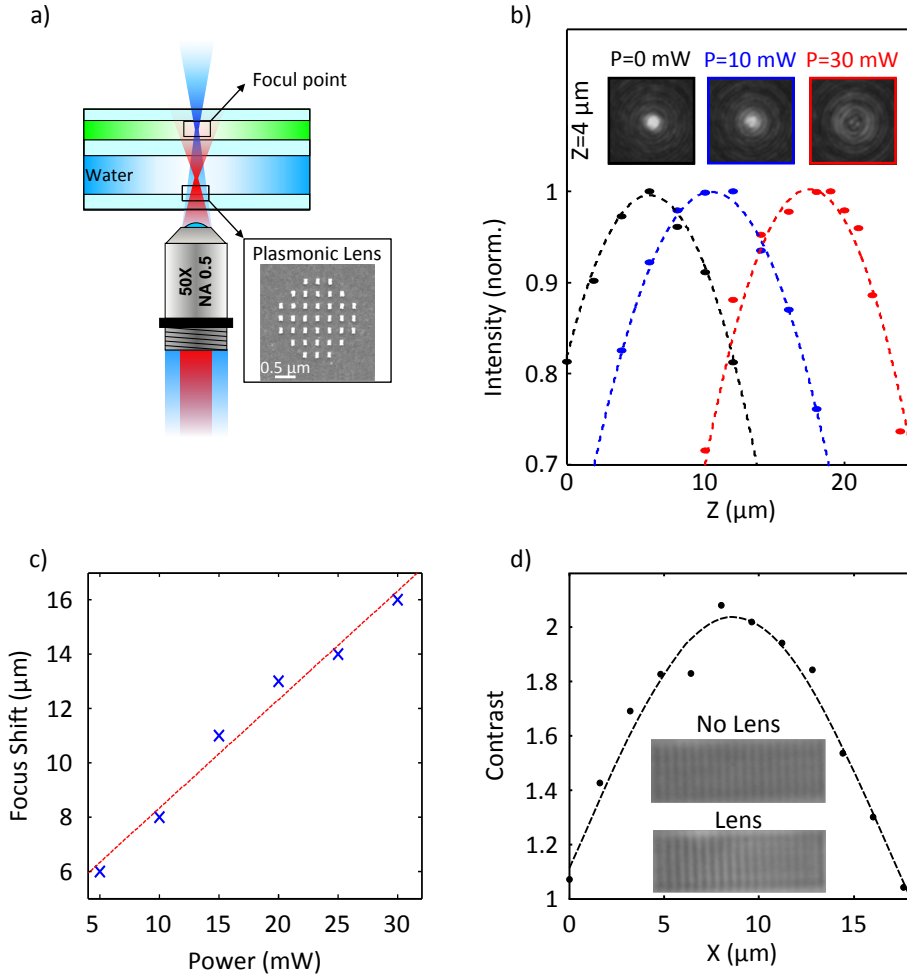 a)
Focul point
Water
50X
NA 0.5
Plasmonic Lens
0.5 µm
b)
P=0 mW P=10 mW P=30 mW
Z=4 µm
1
0.9
0.8
0.7
Intensity (norm.)
0 10 20
Z (µm)
c)
16
14
12
10
8
6
Focus Shift (µm)
5 10 15 20 25 30
Power (mW)
d)
2
1.8
1.6
1.4
1.2
1
Contrast
No Lens
Lens
0 5 10 15
X (µm)